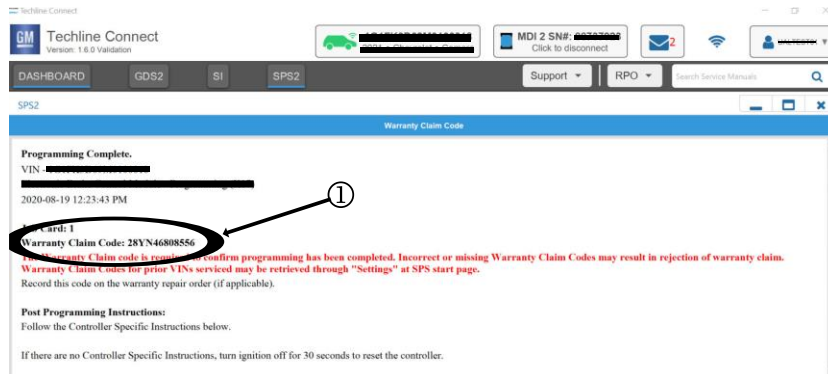 Techline Connect
GM
Techline Connect
Version: 1.6.0 Validation
MDI 2 SN#:
Click to disconnect
2
DASHBOARD GDS2 SI SPS2 Support RPO Search Service Manuals
SPS2
Warranty Claim Code
Programming Complete.
VIN -
2020-08-19 12:23:43 PM
1
Card: 1
Warranty Claim Code: 28YN46808556
The Warranty Claim code is required to confirm programming has been completed. Incorrect or missing Warranty Claim Codes may result in rejection of warranty claim.
Warranty Claim Codes for prior VINs serviced may be retrieved through "Settings" at SPS start page.
Record this code on the warranty repair order (if applicable).
Post Programming Instructions:
Follow the Controller Specific Instructions below.
If there are no Controller Specific Instructions, turn ignition off for 30 seconds to reset the controller.